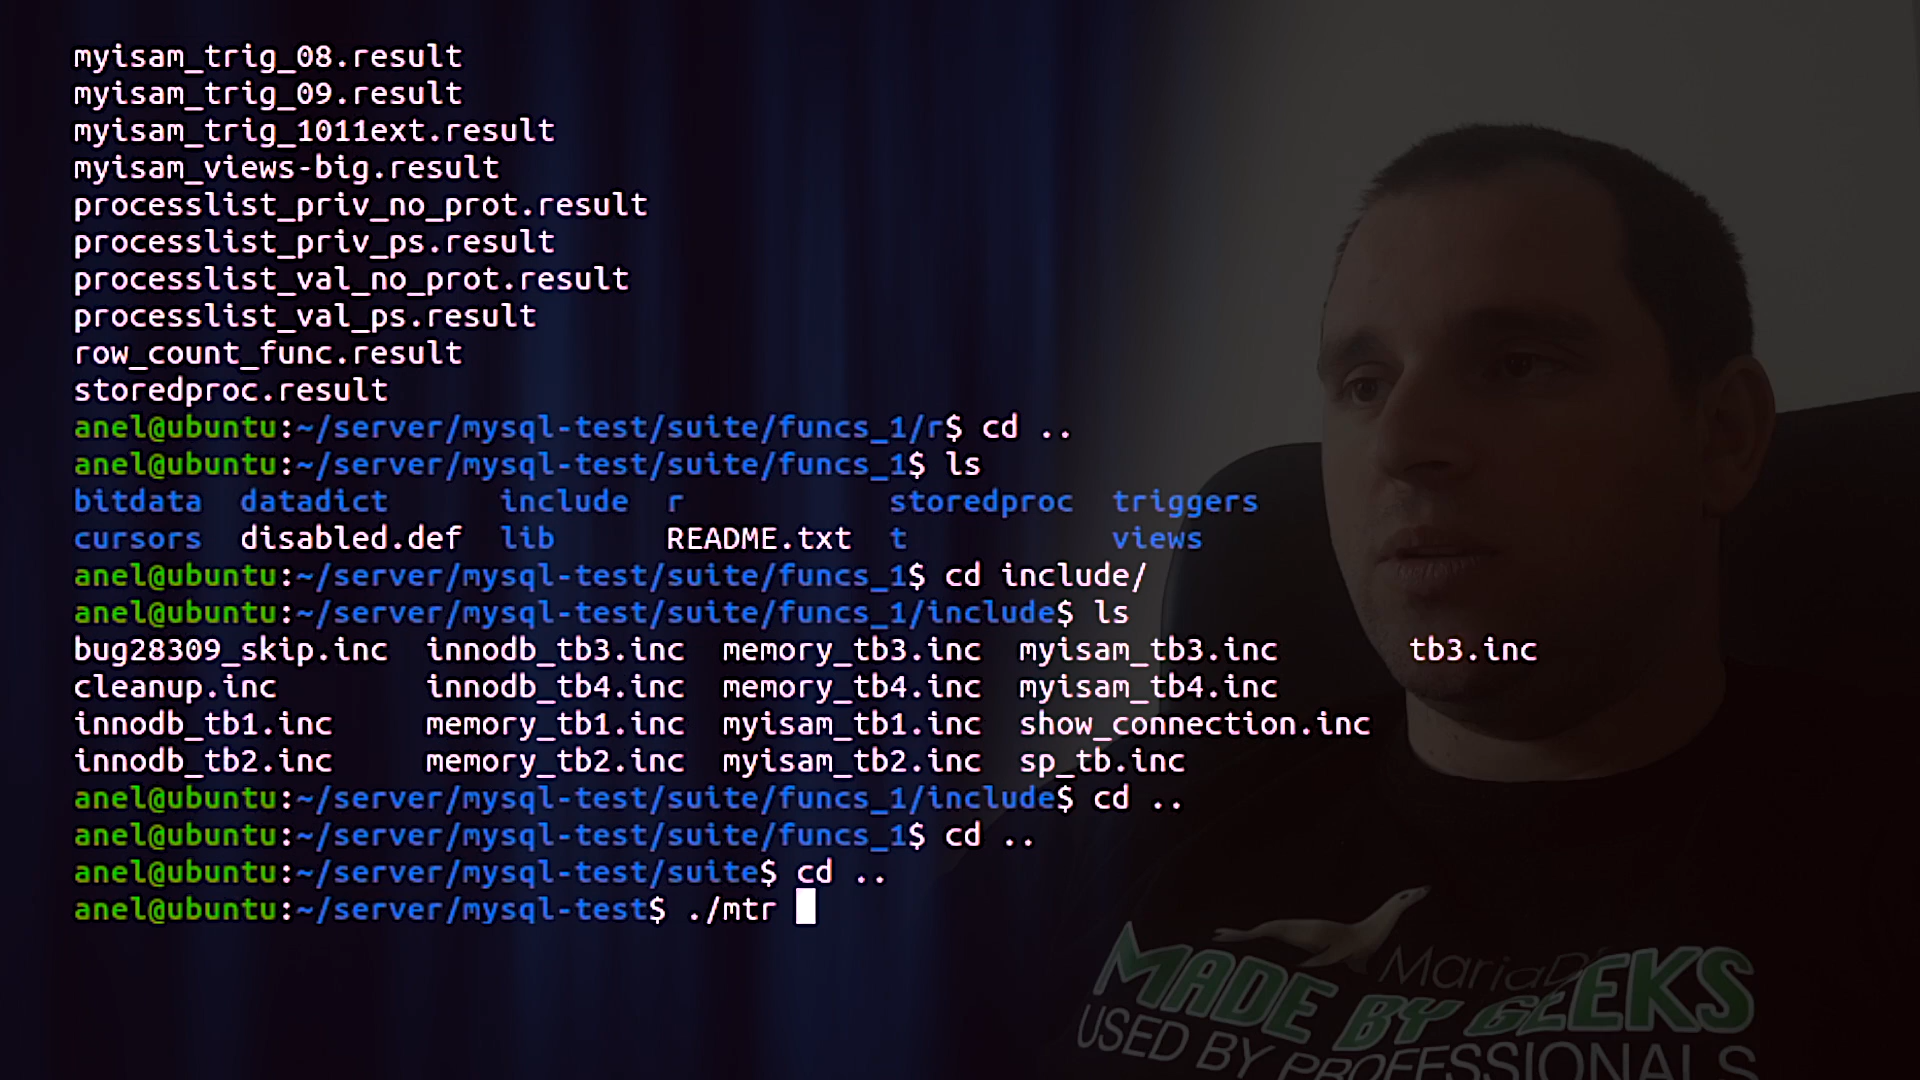 myisam_trig_08.result
myisam_trig_09.result
myisam_trig_1011ext.result
myisam_views-big.result
processlist_priv_no_prot.result
processlist_priv_ps.result
processlist_val_no_prot.result
processlist_val_ps.result
row_count_func.result
storedproc.result
anel@ubuntu:~/server/mysql-test/suite/funcs_1/r$ cd ..
anel@ubuntu:~/server/mysql-test/suite/funcs_1$ ls
bitdata datadict include r storedproc triggers
cursors disabled.def lib README.txt t views
anel@ubuntu:~/server/mysql-test/suite/funcs_1$ cd include/
anel@ubuntu:~/server/mysql-test/suite/funcs_1/include$ ls
bug28309_skip.inc innodb_tb3.inc memory_tb3.inc myisam_tb3.inc tb3.inc
cleanup.inc innodb_tb4.inc memory_tb4.inc myisam_tb4.inc
innodb_tb1.inc memory_tb1.inc myisam_tb1.inc show_connection.inc
innodb_tb2.inc memory_tb2.inc myisam_tb2.inc sp_tb.inc
anel@ubuntu:~/server/mysql-test/suite/funcs_1/include$ cd ..
anel@ubuntu:~/server/mysql-test/suite/funcs_1$ cd ..
anel@ubuntu:~/server/mysql-test/suite$ cd ..
anel@ubuntu:~/server/mysql-test$ ./mtr
MADE BY GEEKS
USED BY PROFESSIONALS